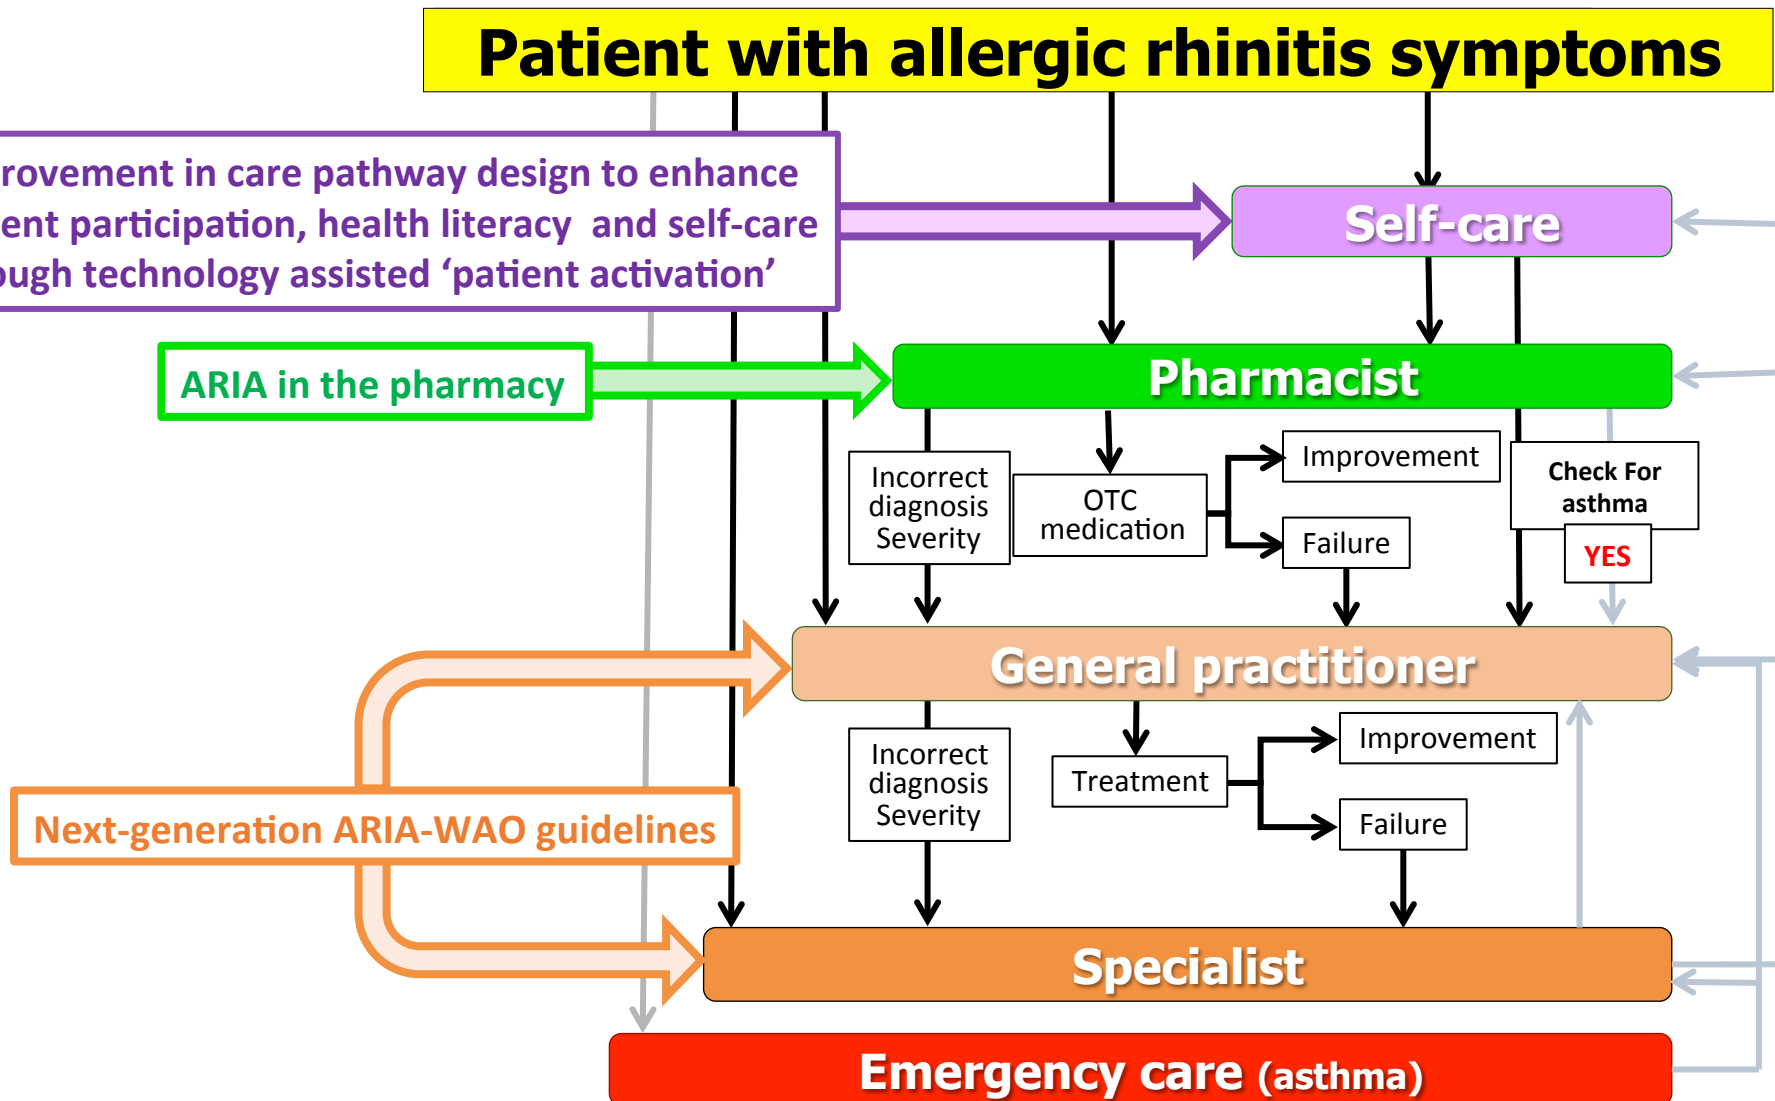 Patient with allergic rhinitis symptoms
rovement in care pathway design to enhance
ent participation, health literacy and self-care
ugh technology assisted ‘patient activation’
Self-care
ARIA in the pharmacy
Pharmacist
Incorrect
diagnosis
Severity
OTC
medication
Improvement
Failure
Check For
asthma
YES
General practitioner
Incorrect
diagnosis
Severity
Treatment
Improvement
Failure
Next-generation ARIA-WAO guidelines
Specialist
Emergency care (asthma)